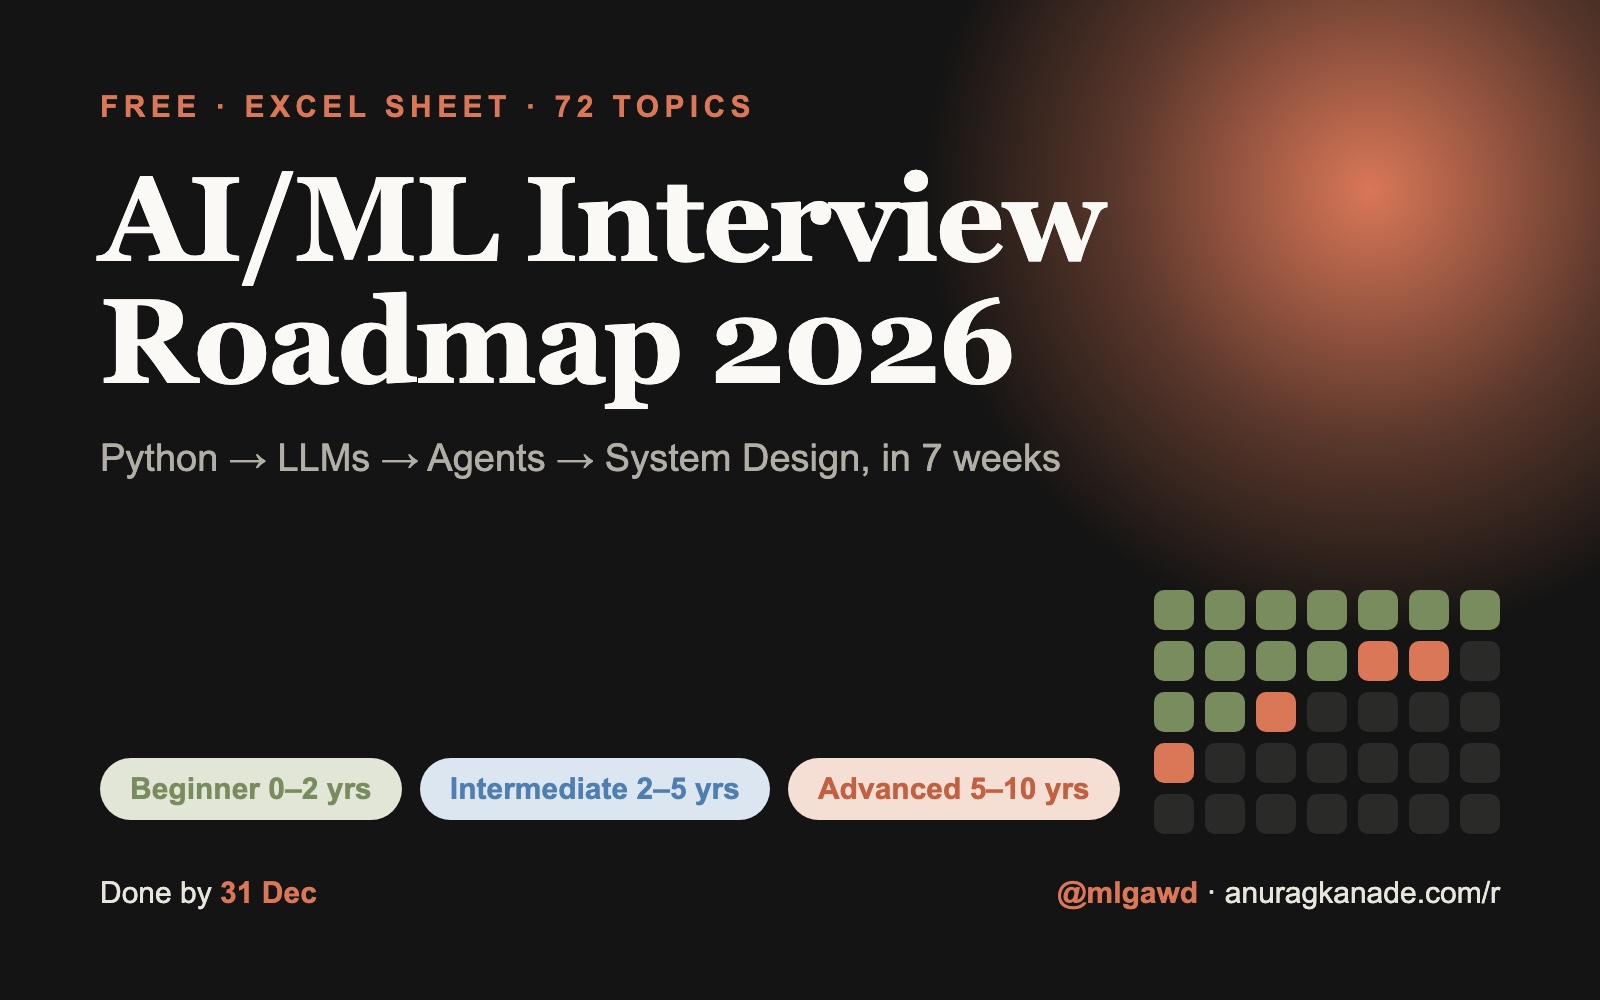 FREE · EXCEL SHEET · 72 TOPICS
AI/ML Interview
Roadmap 2026
Python → LLMs → Agents → System Design, in 7 weeks
Beginner 0–2 yrs
Intermediate 2–5 yrs
Advanced 5–10 yrs
Done by 31 Dec
@mlgawd · anuragkanade.com/r